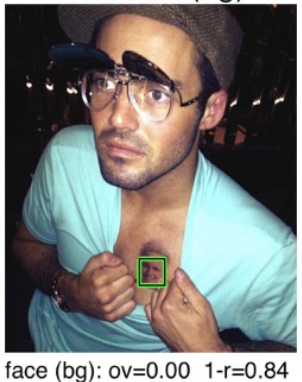 face (bg): ov=0.00 1-r=0.84